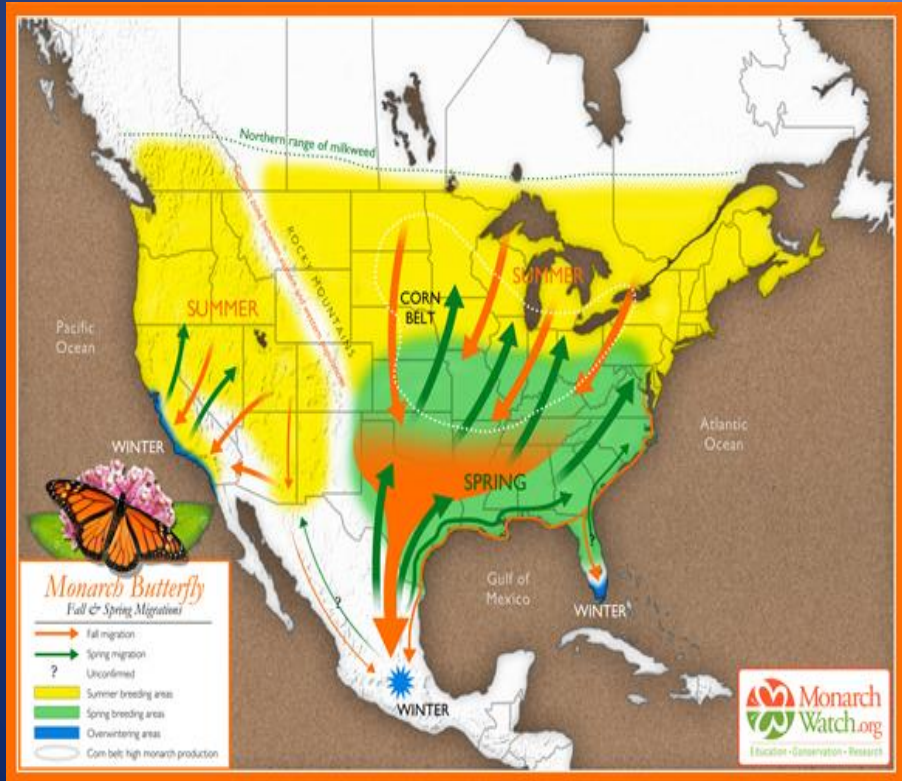 Northern range of milkweed
ROCKY MOUNTAINS
SUMMER
CORN
BELT
SUMMER
Pacific
Ocean
WINTER
Atlantic
Ocean
SPRING
?
Gulf of
Mexico
WINTER
?
WINTER
Monarch Butterfly
Fall & Spring Migrations
Fall migration
Spring migration
? Unconfirmed
Summer breeding areas
Spring breeding areas
Overwintering areas
Corn belt: high monarch production
Monarch
Watch.org
Education • Conservation • Research